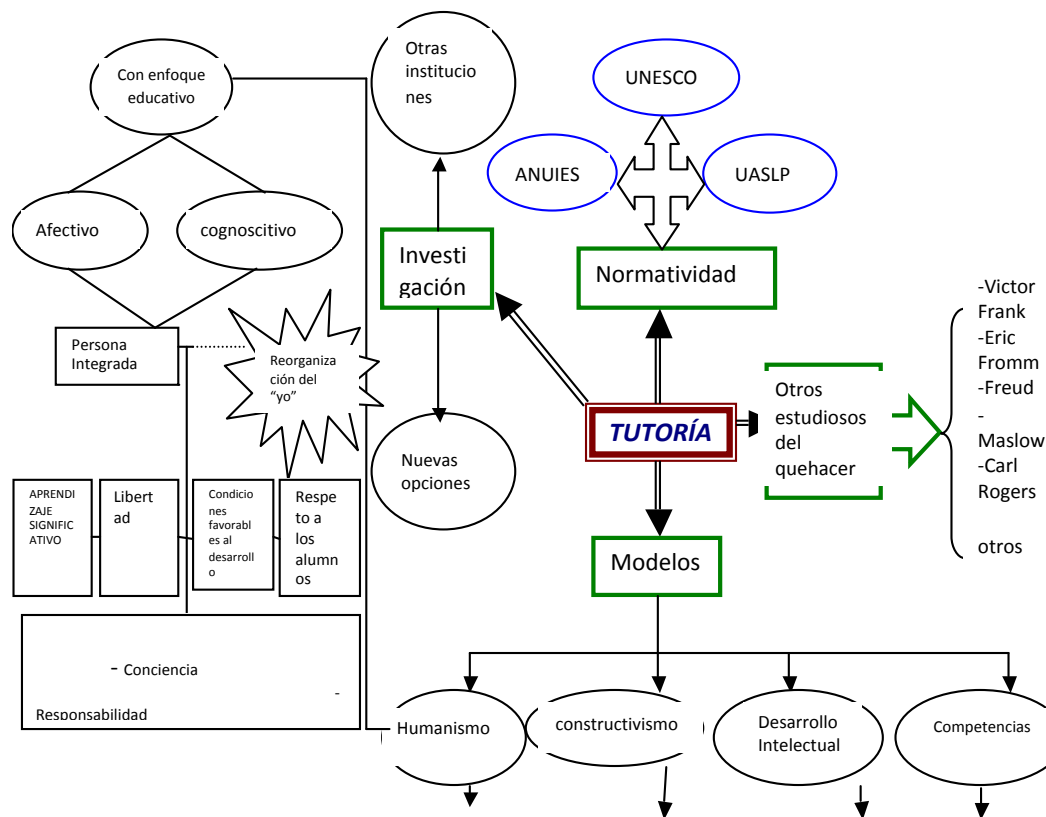 Con enfoque
educativo
Afectivo
cognoscitivo
Persona
Integrada
Reorganiza
ción del
“yo”
APRENDI
ZAJE
SIGNIFIC
ATIVO
Libert
ad
Condicio
nes
favorabl
es al
desarroll
o
Respe
to a
los
alumn
os
- Conciencia
-
Responsabilidad
Otras
institucio
nes
Investi
gación
Nuevas
opciones
UNESCO
ANUIES
UASLP
Normatividad
TUTORÍA
Otros
estudiosos
del
quehacer
-Victor
Frank
-Eric
Fromm
-Freud
-
Maslow
-Carl
Rogers
otros
Modelos
Humanismo
constructivismo
Desarrollo
Intelectual
Competencias